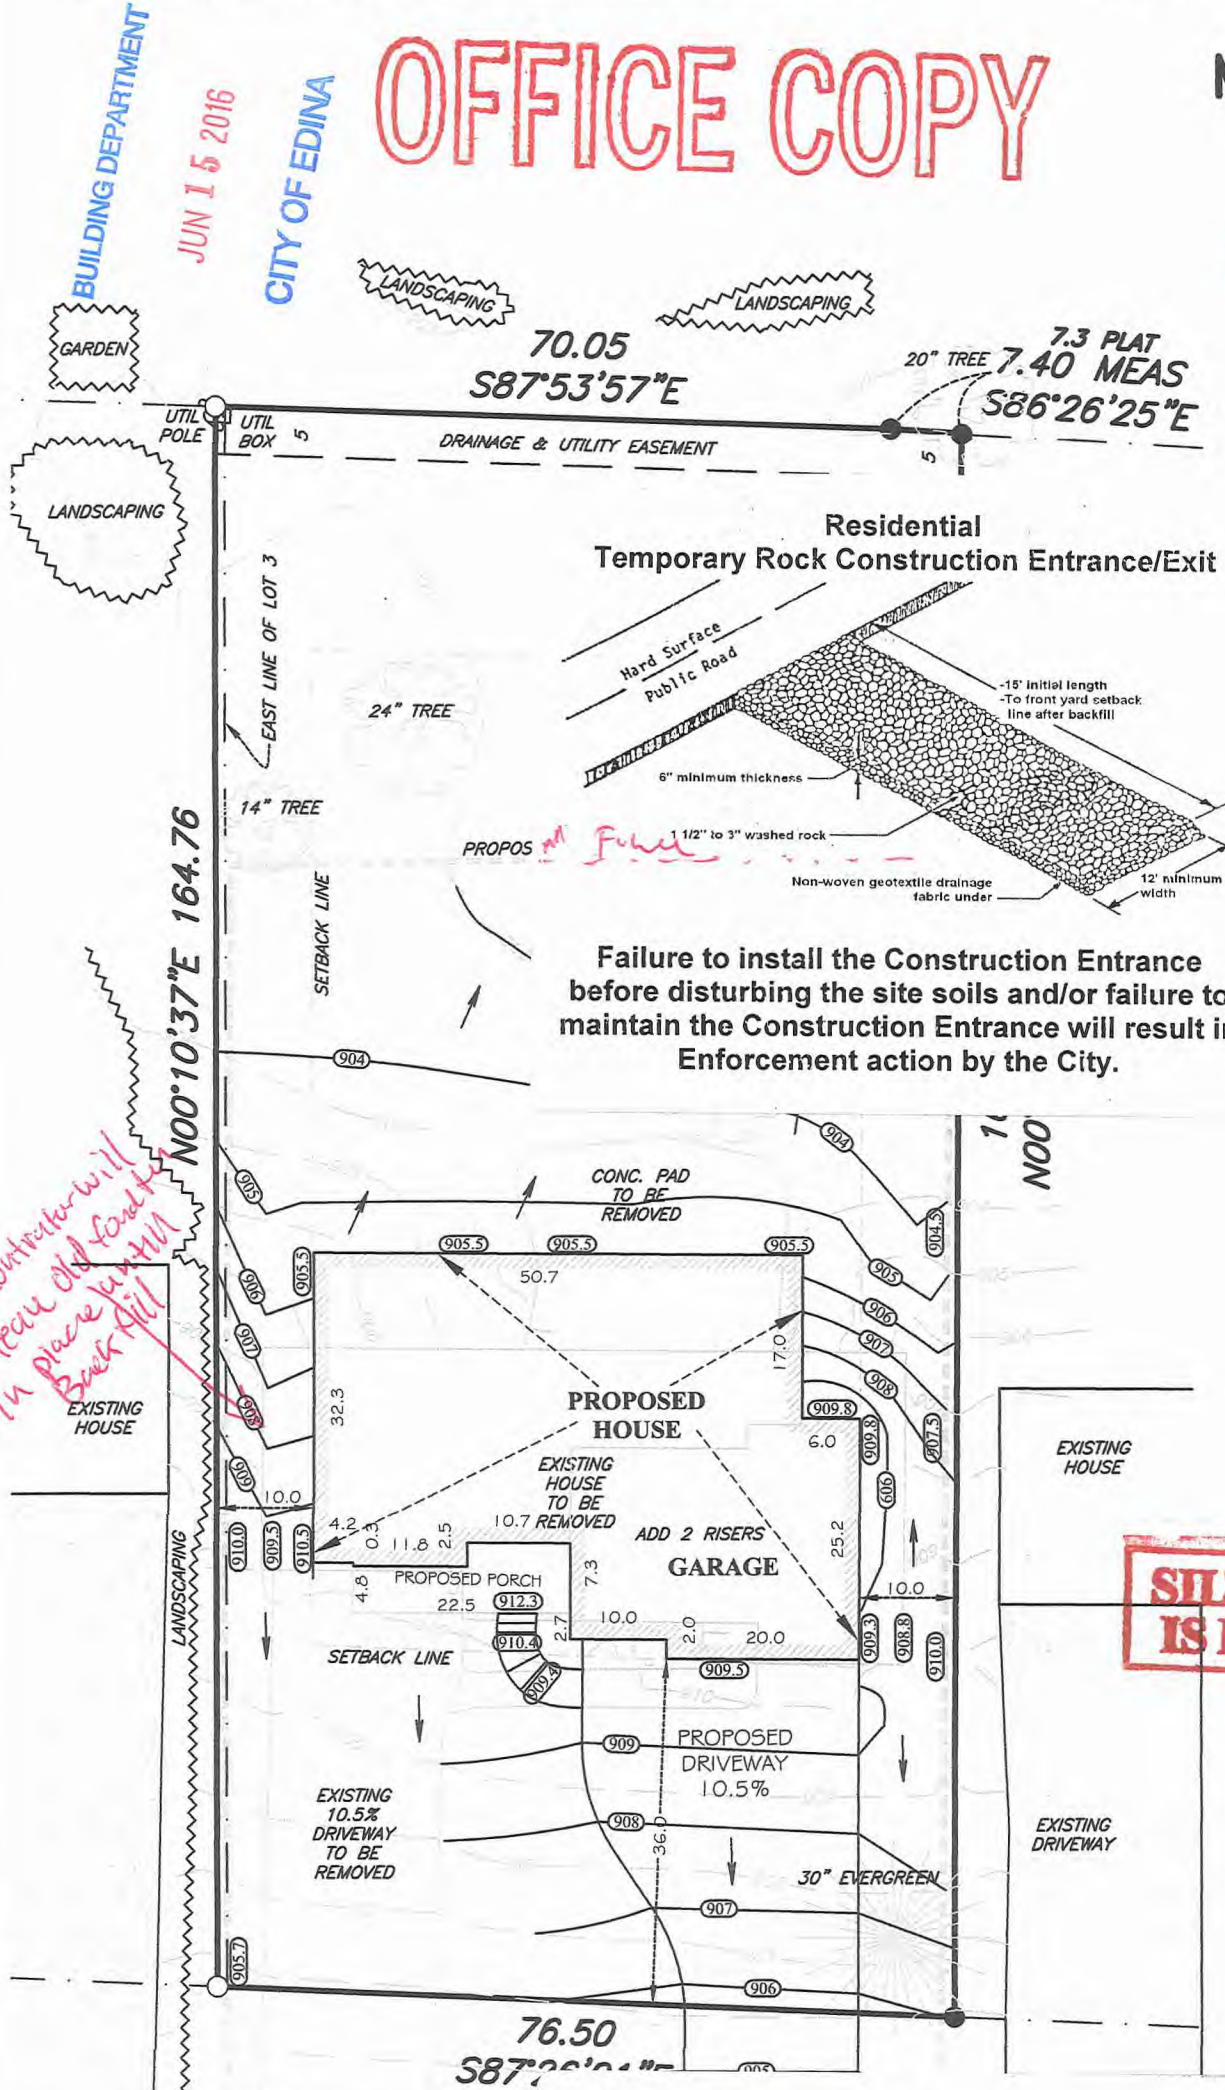 BUILDING DEPARTMENT
JUN 15 2016
CITY OF EDINA
OFFICE COPY
LANDSCAPING
LANDSCAPING
GARDEN
70.05
S87°53'57"E
20" TREE
7.3 PLAT
7.40 MEAS
S86°26'25"E
UTIL
POLE
UTIL
BOX
5
DRAINAGE & UTILITY EASEMENT
5
LANDSCAPING
EAST LINE OF LOT 3
Residential
Temporary Rock Construction Entrance/Exit
Hard Surface
Public Road
-15' initial length
-To front yard setback
line after backfill
6" minimum thickness
1 1/2" to 3" washed rock
Non-woven geotextile drainage
fabric under
12' minimum
width
24" TREE
14" TREE
PROPOS
SETBACK LINE
N00°10'37"E 164.76
Failure to install the Construction Entrance
before disturbing the site soils and/or failure to
maintain the Construction Entrance will result in
Enforcement action by the City.
904
904
N00
905
CONC. PAD
TO BE
REMOVED
904.5
905
will
old
in place
Back fill
905.5
905.5
905.5
905.5
50.7
906
906
907
907
17.0
908
908
32.3
PROPOSED
HOUSE
909.8
909.8
907.5
6.0
EXISTING
HOUSE
EXISTING
HOUSE
909
909
10.0
EXISTING
HOUSE
TO BE
REMOVED
4.2
0.3
11.8
2.5
10.7
ADD 2 RISERS
GARAGE
25.2
910.0
909.5
910.5
4.8
PROPOSED PORCH
22.5
912.3
7.3
10.0
2.7
10.0
2.0
20.0
909.3
908.8
910.0
LANDSCAPING
SETBACK LINE
910.4
909.4
909.5
SIL
IS
909
PROPOSED
DRIVEWAY
10.5%
EXISTING
10.5%
DRIVEWAY
TO BE
REMOVED
908
36.0
EXISTING
DRIVEWAY
30" EVERGREEN
907
905.7
906
76.50
S87°
905